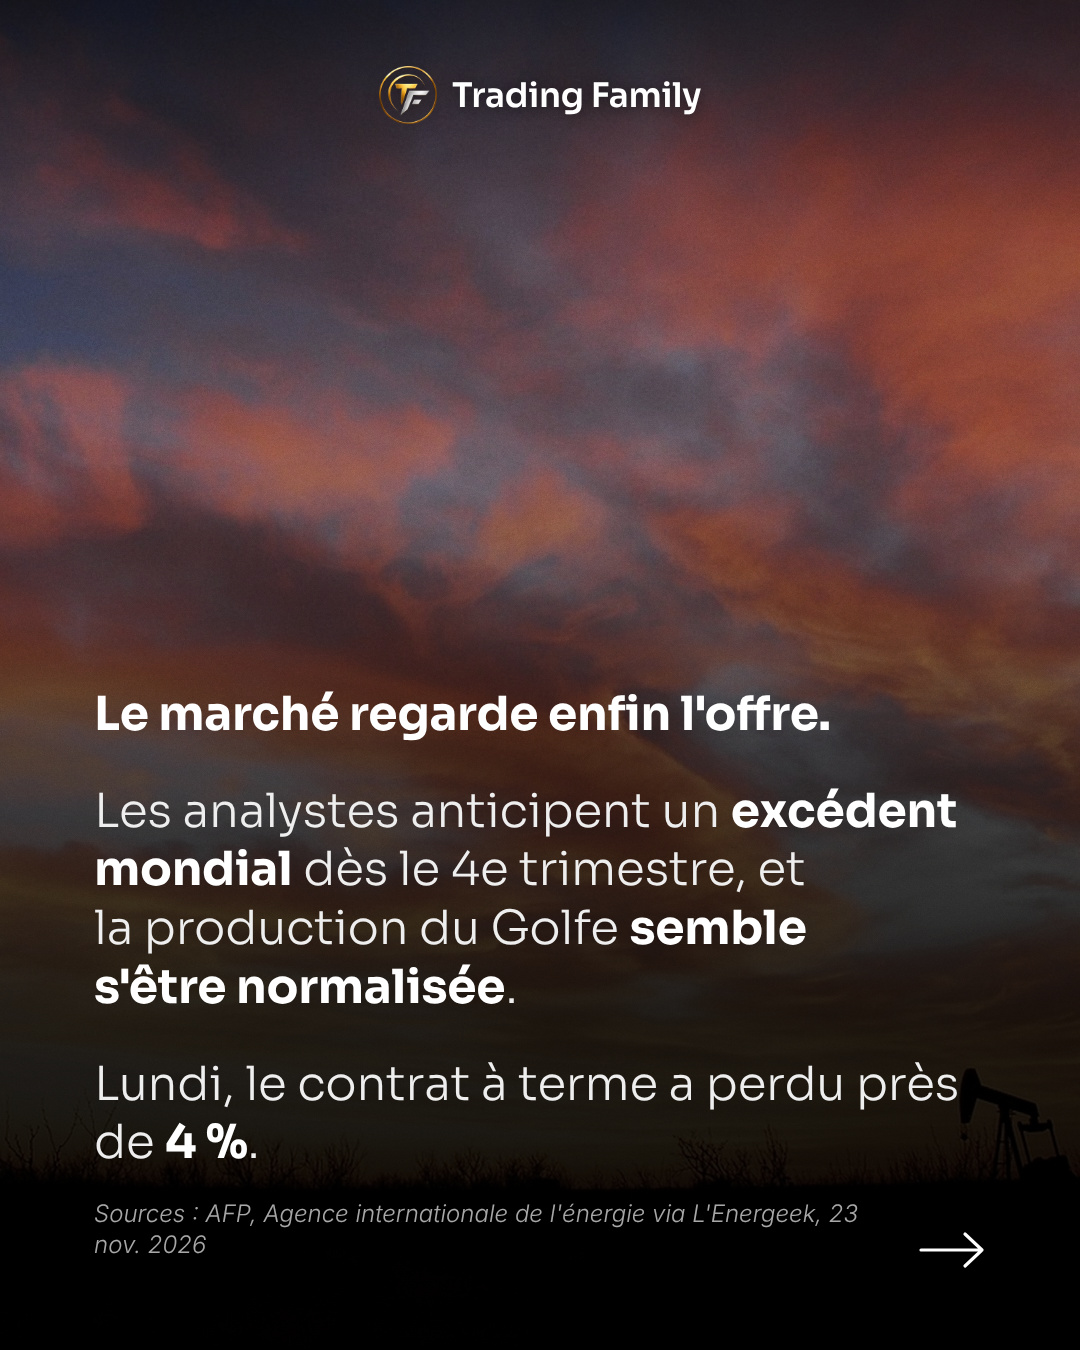 Trading Family
Le marché regarde enfin l'offre.
Les analystes anticipent un excédent
mondial dès le 4e trimestre, et
la production du Golfe semble
s'être normalisée.
Lundi, le contrat à terme a perdu près
de 4 %.
Sources : AFP, Agence internationale de l'énergie via L'Energeek, 23
nov. 2026